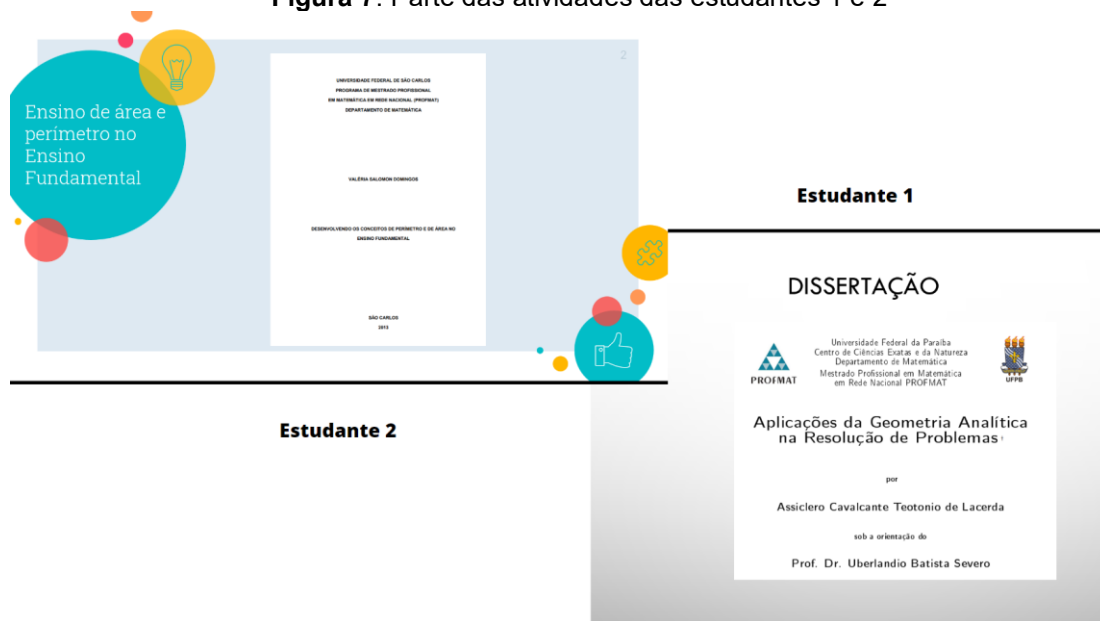 Figura 7. Parte das atividades das estudantes 1 e 2
2
Ensino de área e
perímetro no
Ensino
Fundamental
UNIVERSIDADE FEDERAL DE SÃO CARLOS
PROGRAMA DE MESTRADO PROFISSIONAL
EM MATEMÁTICA EM REDE NACIONAL (PROFMAT)
DEPARTAMENTO DE MATEMÁTICA
VALÉRIA SALOMON DOMINGOS
DESENVOLVENDO OS CONCEITOS DE PERÍMETRO E DE ÁREA NO
ENSINO FUNDAMENTAL
SÃO CARLOS
2013
Estudante 2
Estudante 1
DISSERTAÇÃO
PROFMAT
Universidade Federal da Paraíba
Centro de Ciências Exatas e da Natureza
Departamento de Matemática
Mestrado Profissional em Matemática
em Rede Nacional PROFMAT
UFPB
Aplicações da Geometria Analítica
na Resolução de Problemas
por
Assiclero Cavalcante Teotonio de Lacerda
sob a orientação do
Prof. Dr. Uberlandio Batista Severo